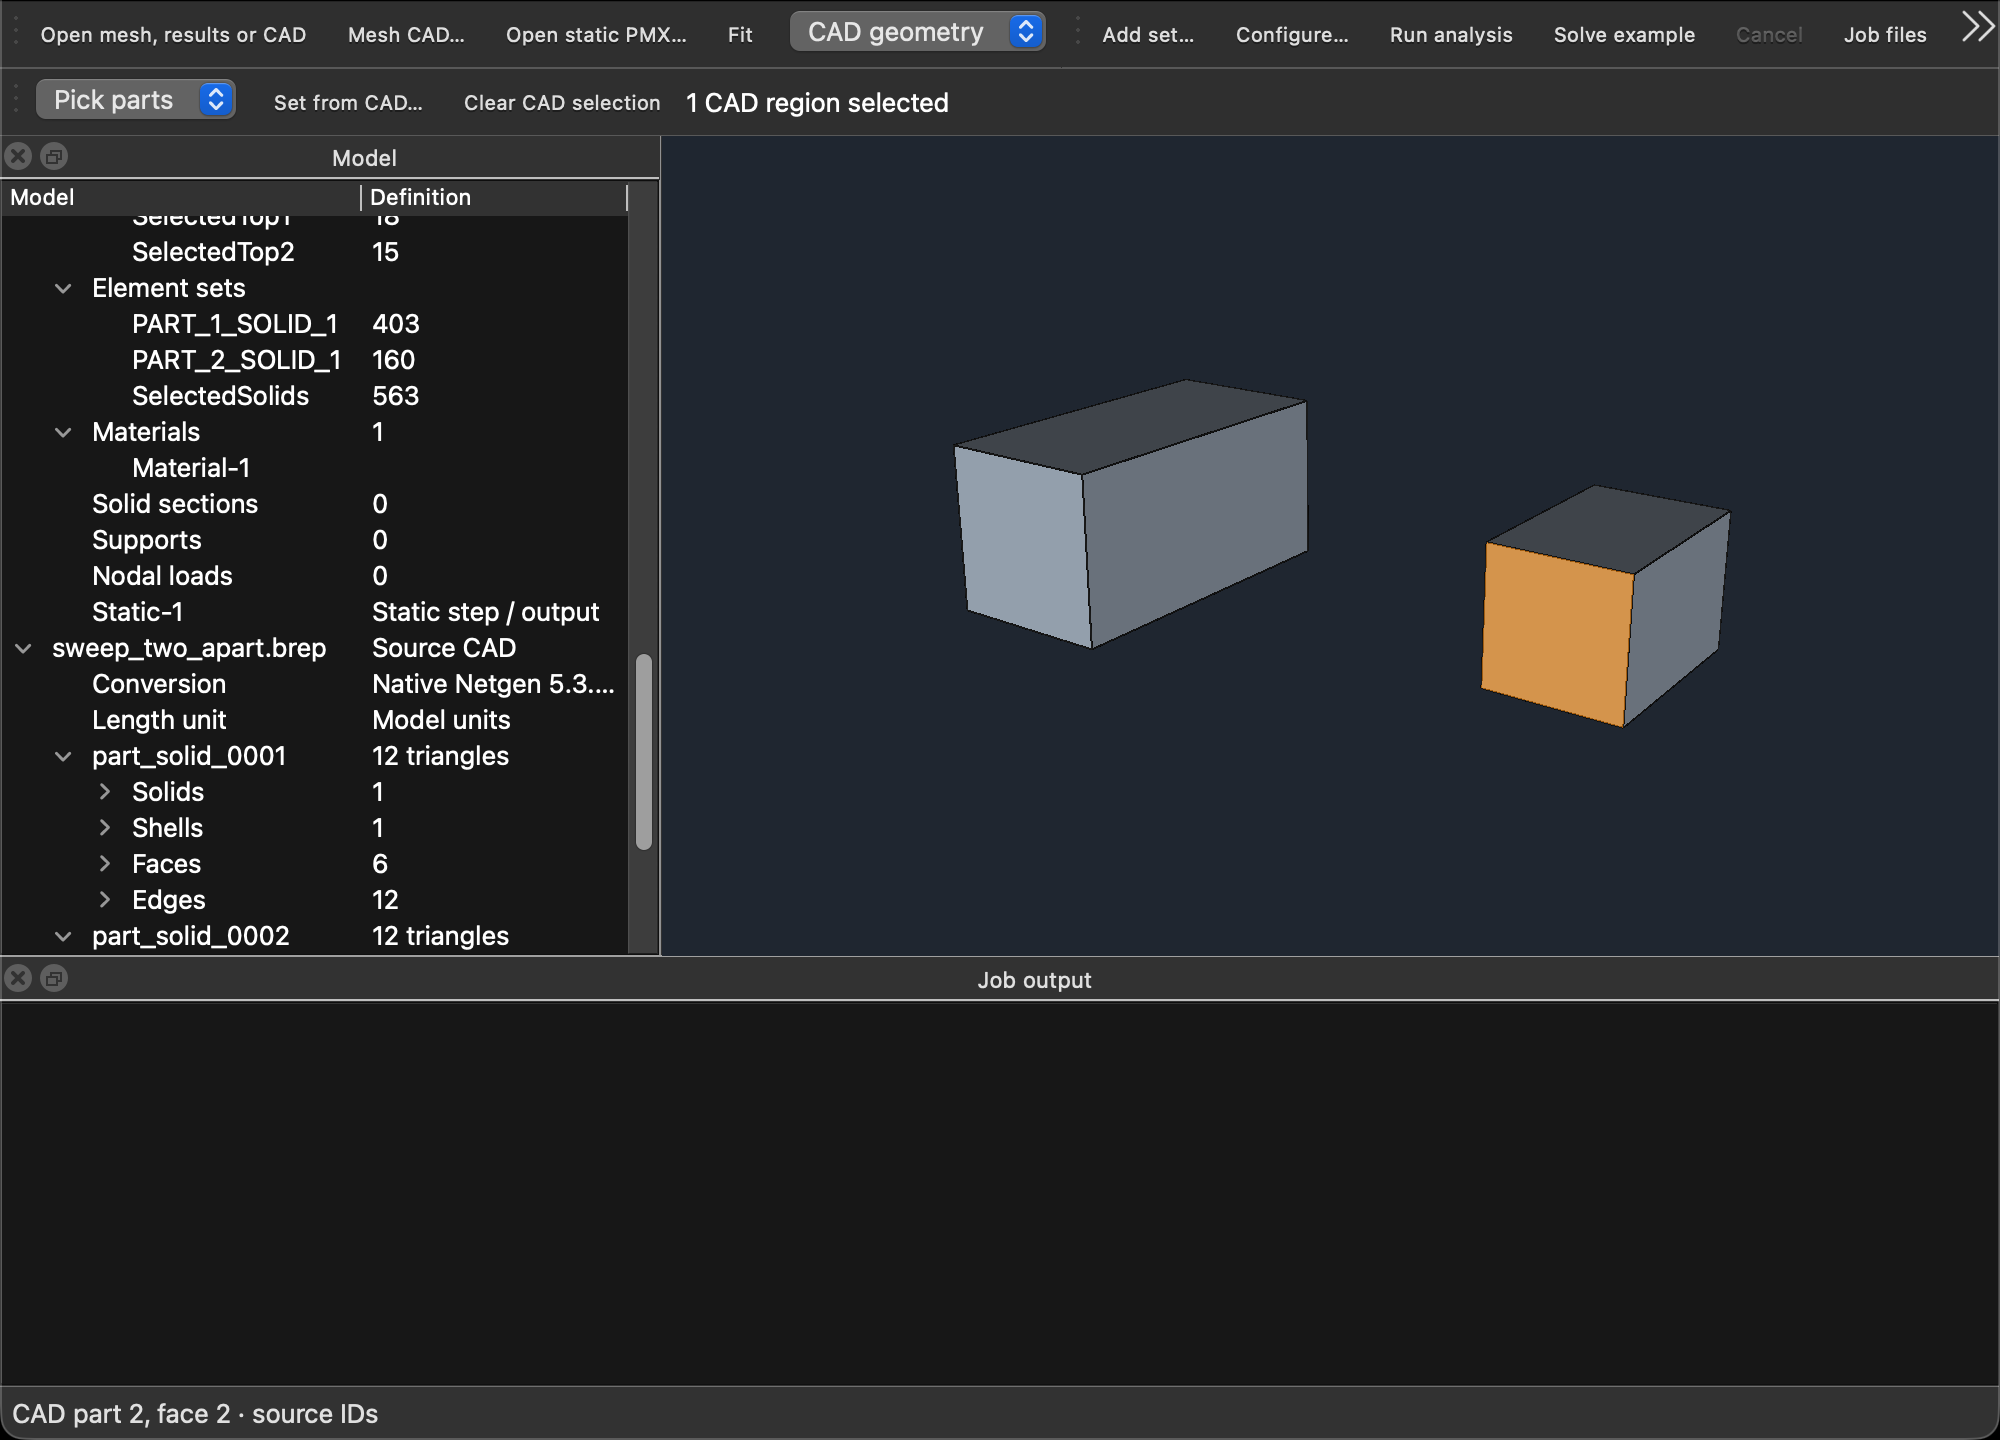 Open mesh, results or CAD Mesh CAD... Open static PMX... Fit CAD geometry Add set... Configure... Run analysis Solve example Cancel Job files
Pick parts Set from CAD... Clear CAD selection 1 CAD region selected
Model
Model Definition
SelectedTop1 18
SelectedTop2 15
Element sets
PART_1_SOLID_1 403
PART_2_SOLID_1 160
SelectedSolids 563
Materials 1
Material-1
Solid sections 0
Supports 0
Nodal loads 0
Static-1 Static step / output
sweep_two_apart.brep Source CAD
Conversion Native Netgen 5.3....
Length unit Model units
part_solid_0001 12 triangles
Solids 1
Shells 1
Faces 6
Edges 12
part_solid_0002 12 triangles
Job output
CAD part 2, face 2 · source IDs